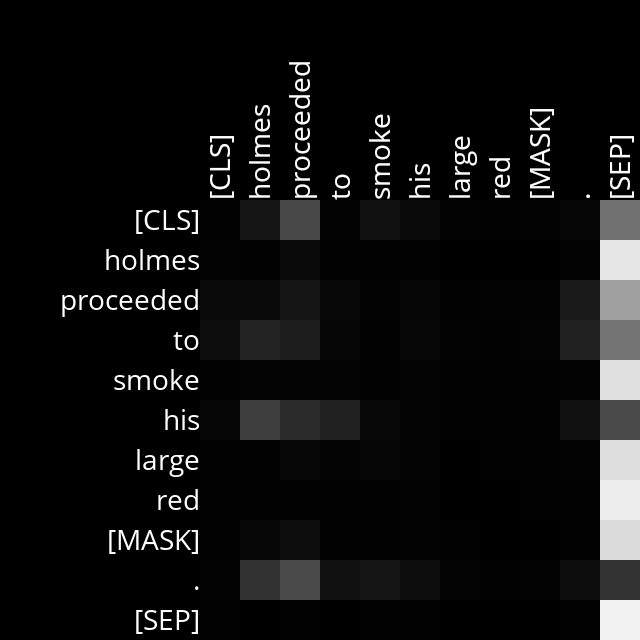 [CLS]
holmes
proceeded
to
smoke
his
large
red
[MASK]
.
[SEP]
[CLS]
holmes
proceeded
to
smoke
his
large
red
[MASK]
.
[SEP]